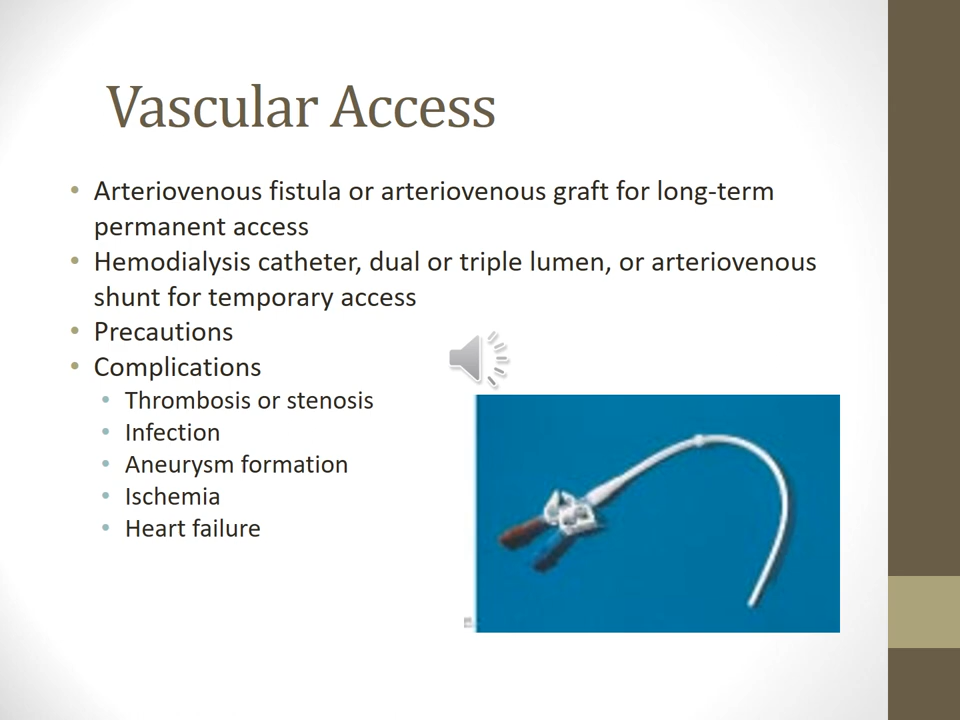 Vascular Access
• Arteriovenous fistula or arteriovenous graft for long-term
permanent access
• Hemodialysis catheter, dual or triple lumen, or arteriovenous
shunt for temporary access
• Precautions
• Complications
• Thrombosis or stenosis
• Infection
• Aneurysm formation
• Ischemia
• Heart failure